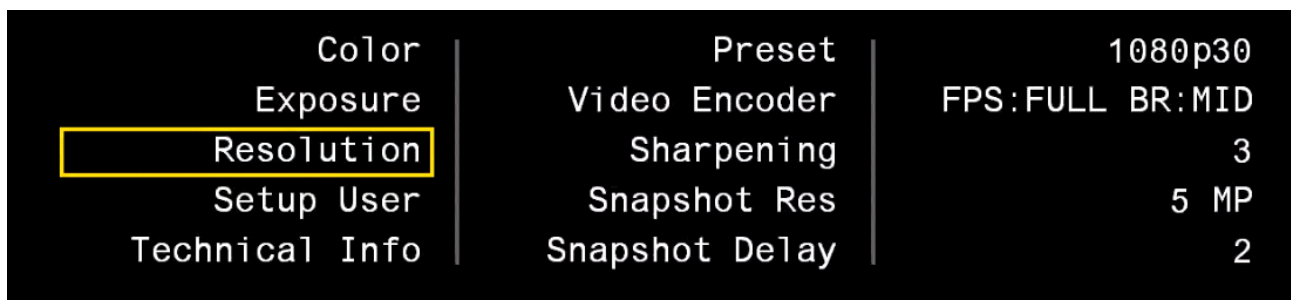 Color Preset 1080p30
Exposure Video Encoder FPS:FULL BR:MID
Resolution Sharpening 3
Setup User Snapshot Res 5 MP
Technical Info Snapshot Delay 2